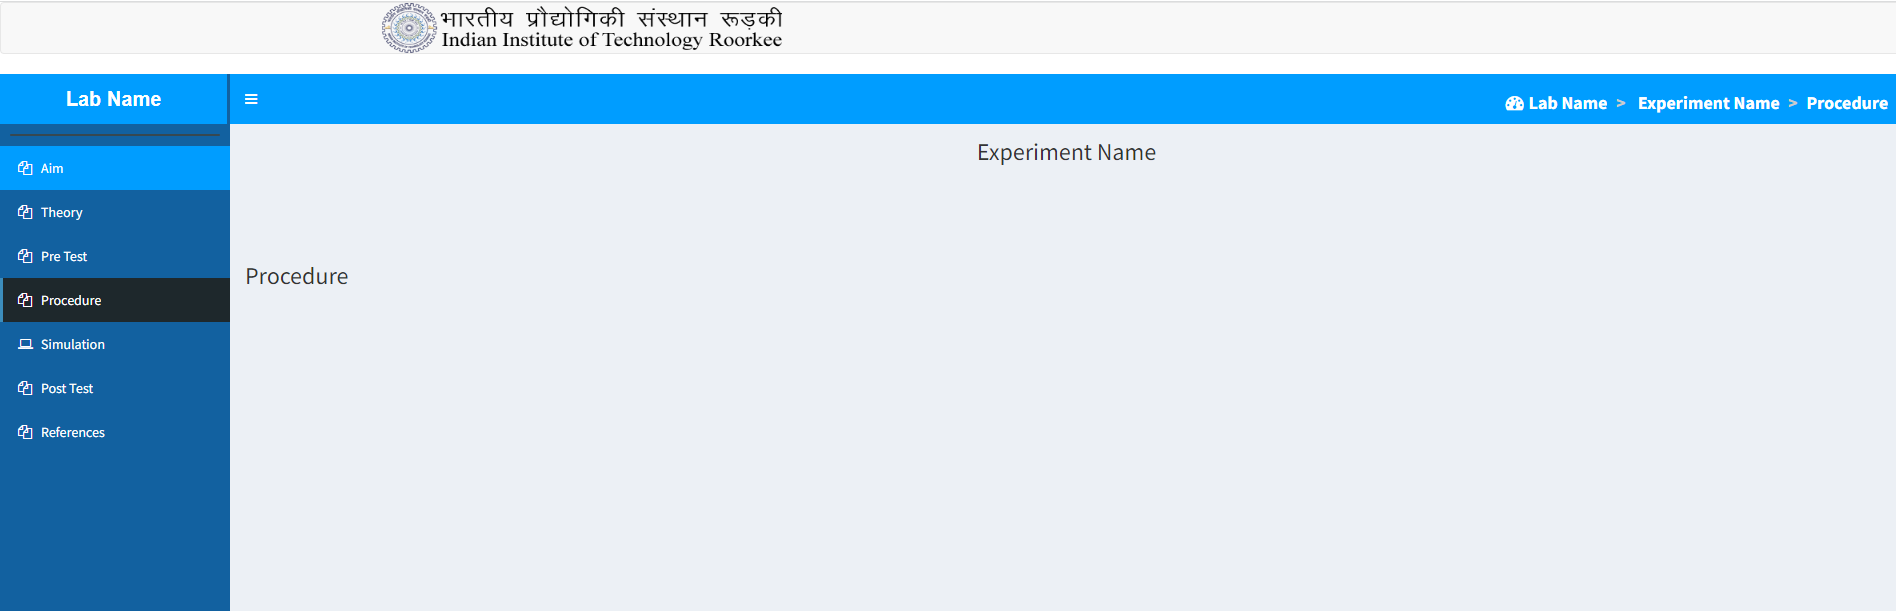 भारतीय प्रौद्योगिकी संस्थान रूड़की
Indian Institute of Technology Roorkee
Lab Name
Lab Name > Experiment Name > Procedure
Experiment Name
Aim
Theory
Pre Test
Procedure
Simulation
Post Test
References
Procedure